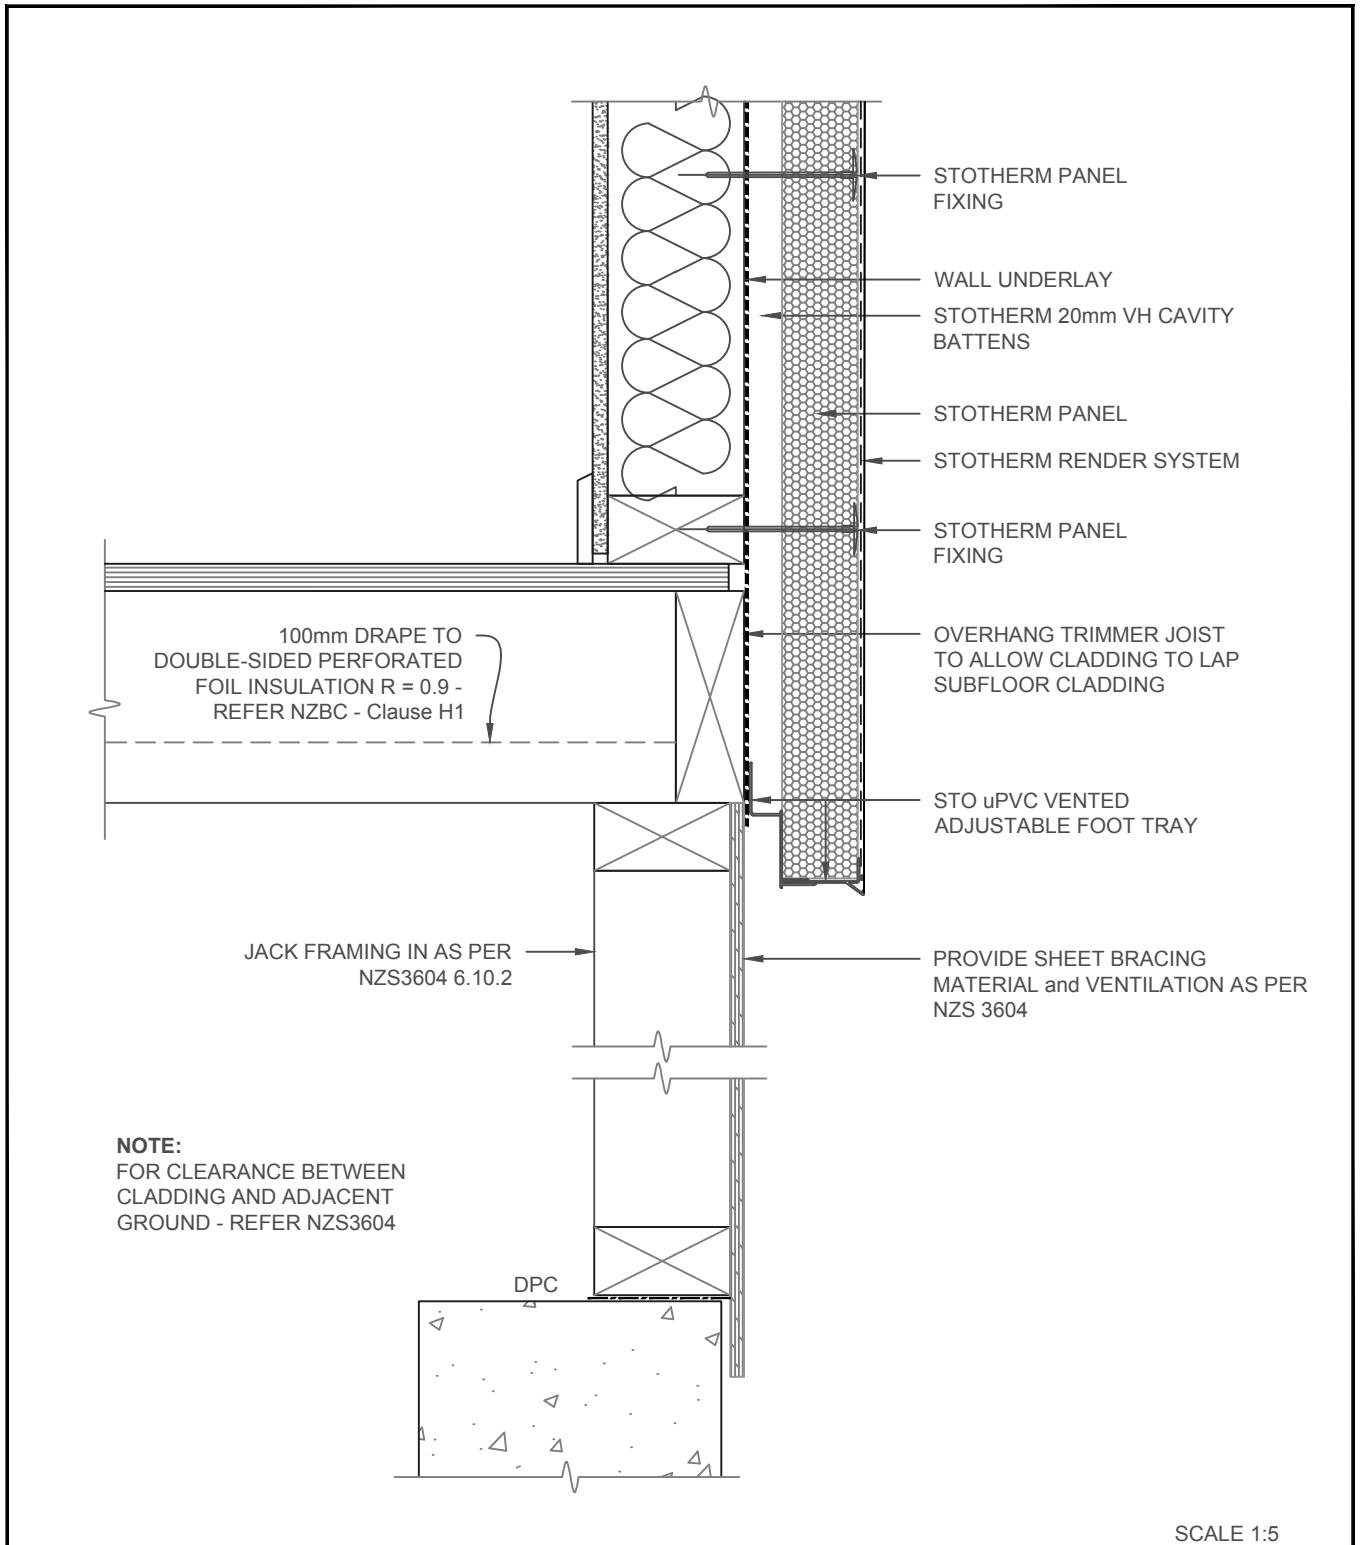 STOTHERM PANEL
FIXING
WALL UNDERLAY
STOTHERM 20mm VH CAVITY
BATTENS
STOTHERM PANEL
STOTHERM RENDER SYSTEM
STOTHERM PANEL
FIXING
100mm DRAPE TO
DOUBLE-SIDED PERFORATED
FOIL INSULATION R = 0.9 -
REFER NZBC - Clause H1
OVERHANG TRIMMER JOIST
TO ALLOW CLADDING TO LAP
SUBFLOOR CLADDING
STO uPVC VENTED
ADJUSTABLE FOOT TRAY
JACK FRAMING IN AS PER
NZS3604 6.10.2
PROVIDE SHEET BRACING
MATERIAL and VENTILATION AS PER
NZS 3604
NOTE:
FOR CLEARANCE BETWEEN
CLADDING AND ADJACENT
GROUND - REFER NZS3604
DPC
SCALE 1:5